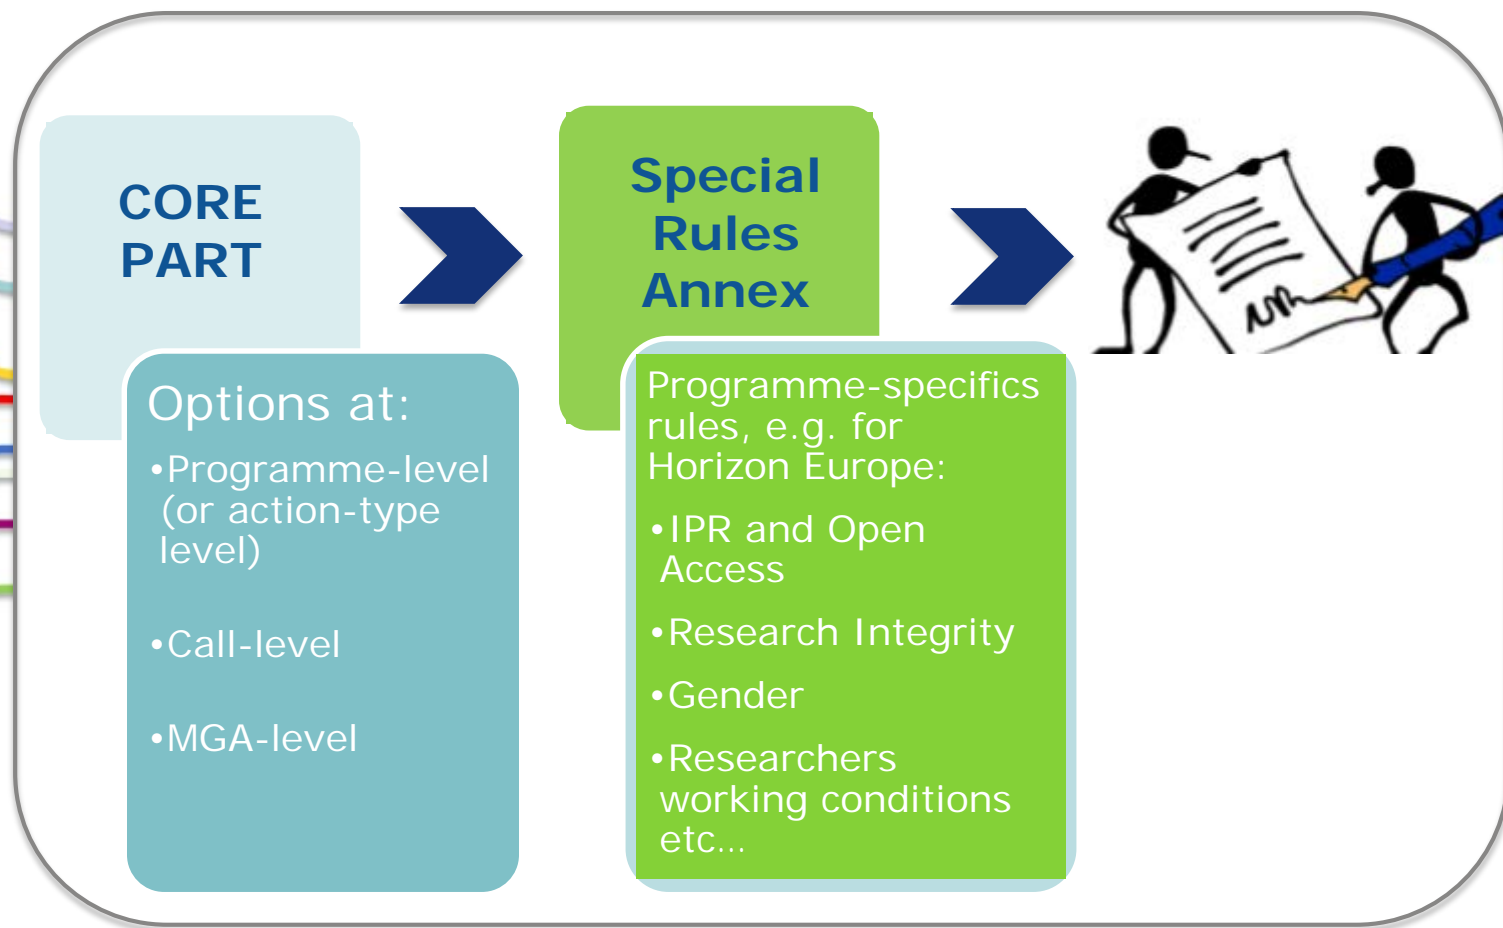 CORE
PART
Options at:
•Programme-level
(or action-type
level)
•Call-level
•MGA-level
Special
Rules
Annex
Programme-specifics
rules, e.g. for
Horizon Europe:
•IPR and Open
Access
•Research Integrity
•Gender
•Researchers
working conditions
etc…